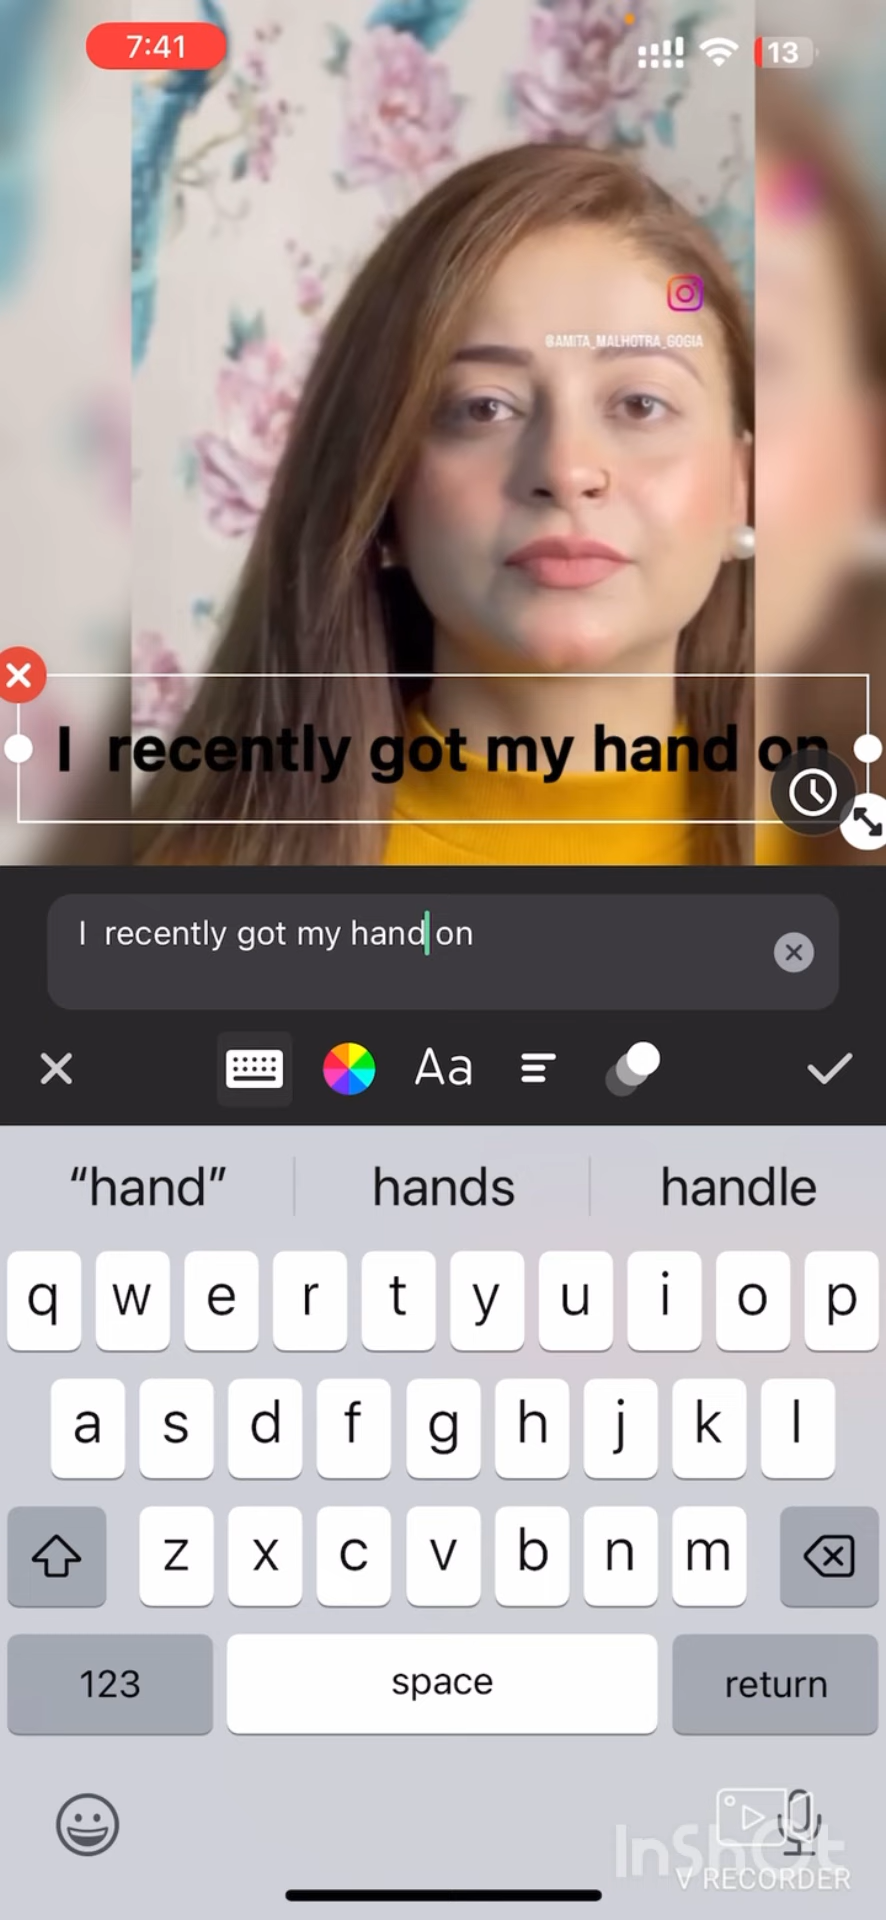 7:41
13
@AMITA_MALHOTRA_GOGIA
I  recently got my hand on
I  recently got my hand on
Aa
“hand” hands handle
q w e r t y u i o p
a s d f g h j k l
z x c v b n m
123 space return
InShOt
V RECORDER